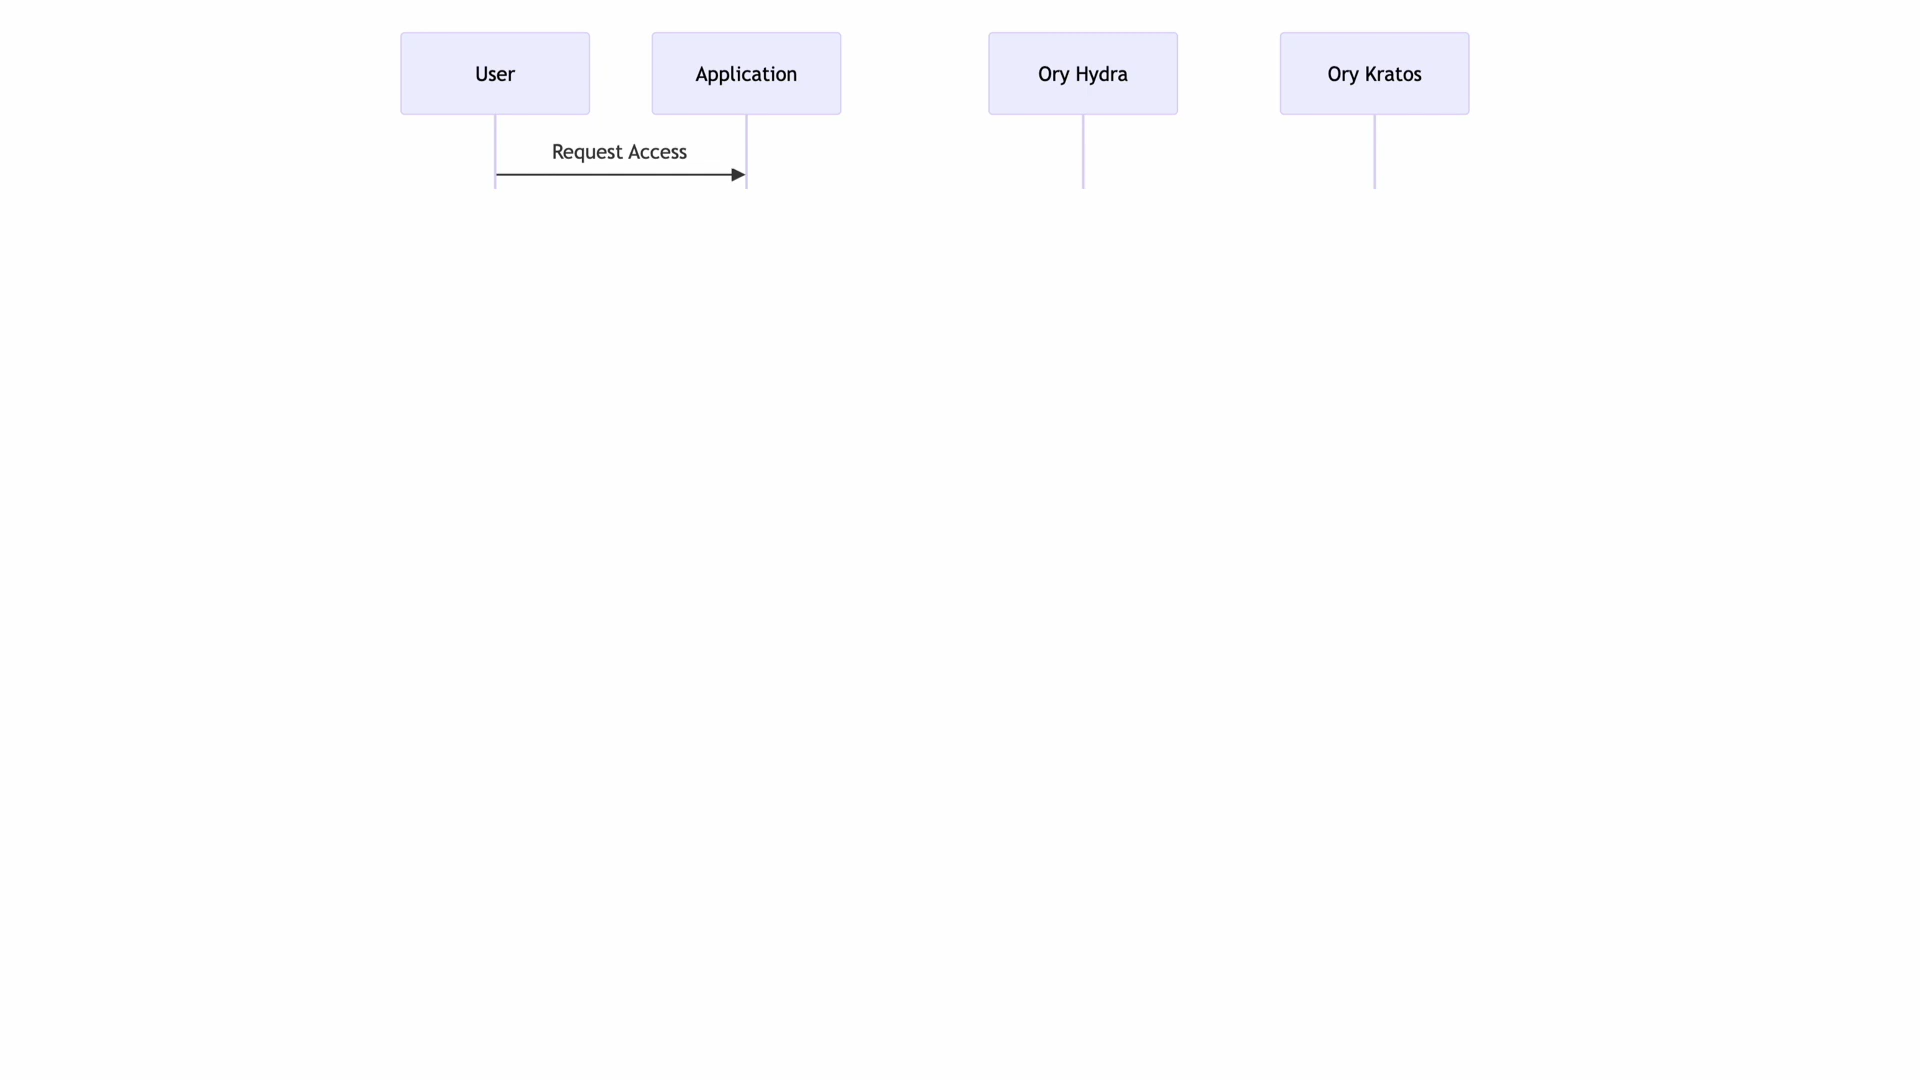 User
Application
Ory Hydra
Ory Kratos
Request Access